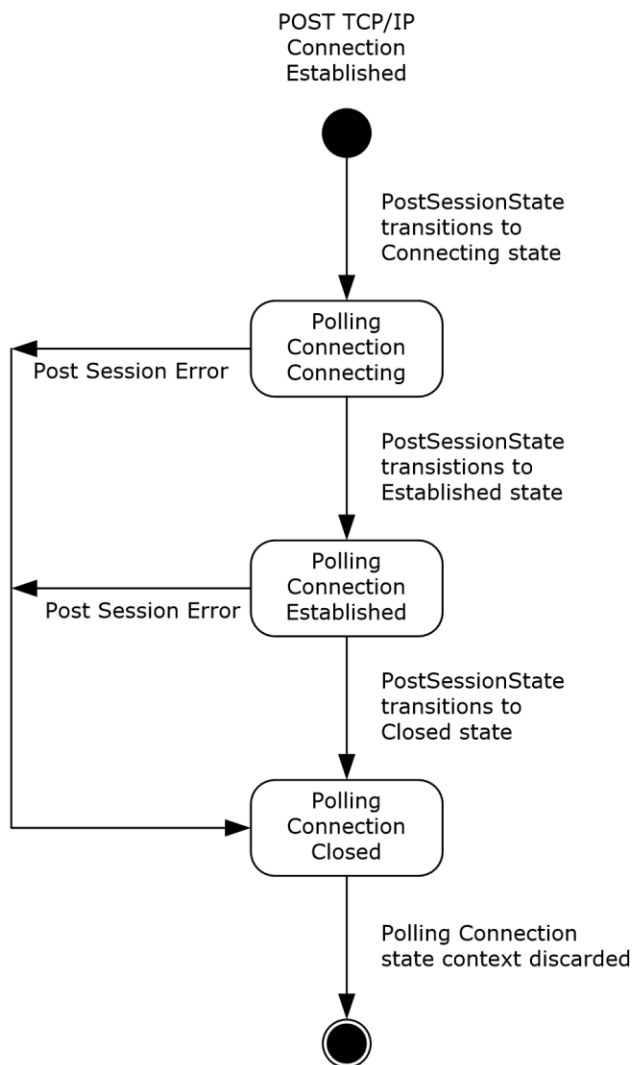 POST TCP/IP
Connection
Established
PostSessionState
transitions to
Connecting state
Polling
Connection
Connecting
Post Session Error
PostSessionState
transistions to
Established state
Polling
Connection
Established
Post Session Error
PostSessionState
transitions to
Closed state
Polling
Connection
Closed
Polling Connection
state context discarded